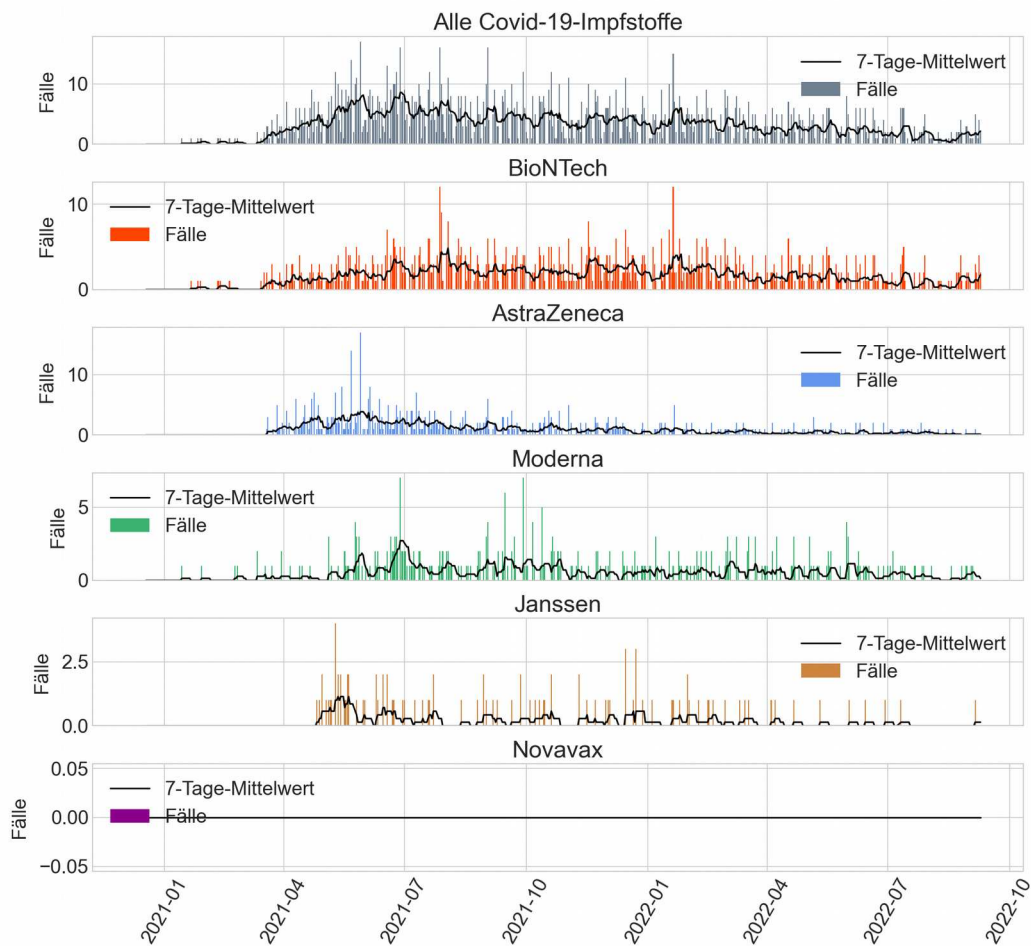 Alle Covid-19-Impfstoffe
Fälle
10
0
7-Tage-Mittelwert
Fälle
BioNTech
Fälle
10
0
7-Tage-Mittelwert
Fälle
AstraZeneca
Fälle
10
0
7-Tage-Mittelwert
Fälle
Moderna
Fälle
5
0
7-Tage-Mittelwert
Fälle
Janssen
Fälle
2.5
0.0
7-Tage-Mittelwert
Fälle
Novavax
Fälle
0.05
0.00
−0.05
7-Tage-Mittelwert
Fälle
2021-01
2021-04
2021-07
2021-10
2022-01
2022-04
2022-07
2022-10